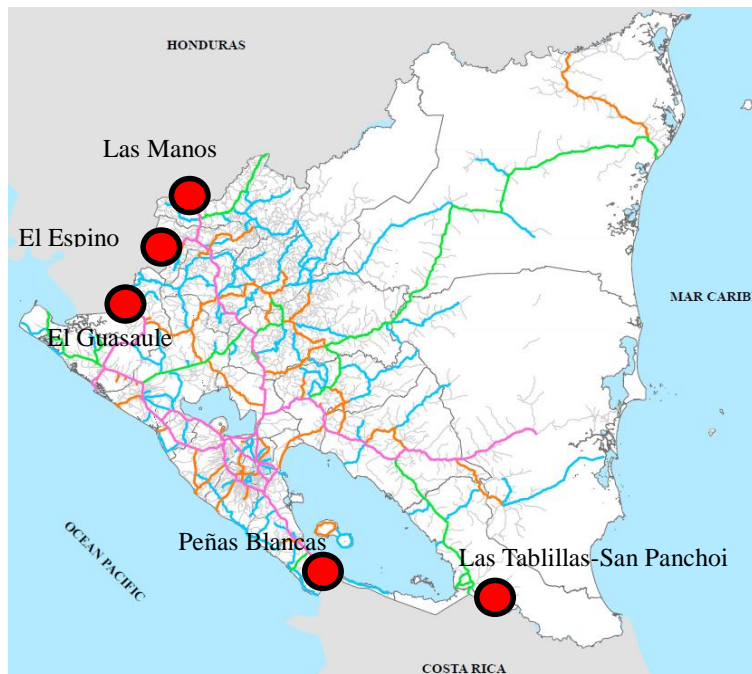 HONDURAS
Las Manos
El Espino
MAR CARIB
El Guasaule
Peñas Blancas
Las Tablillas-San Panchoi
OCEAN PACIFIC
COSTA RICA